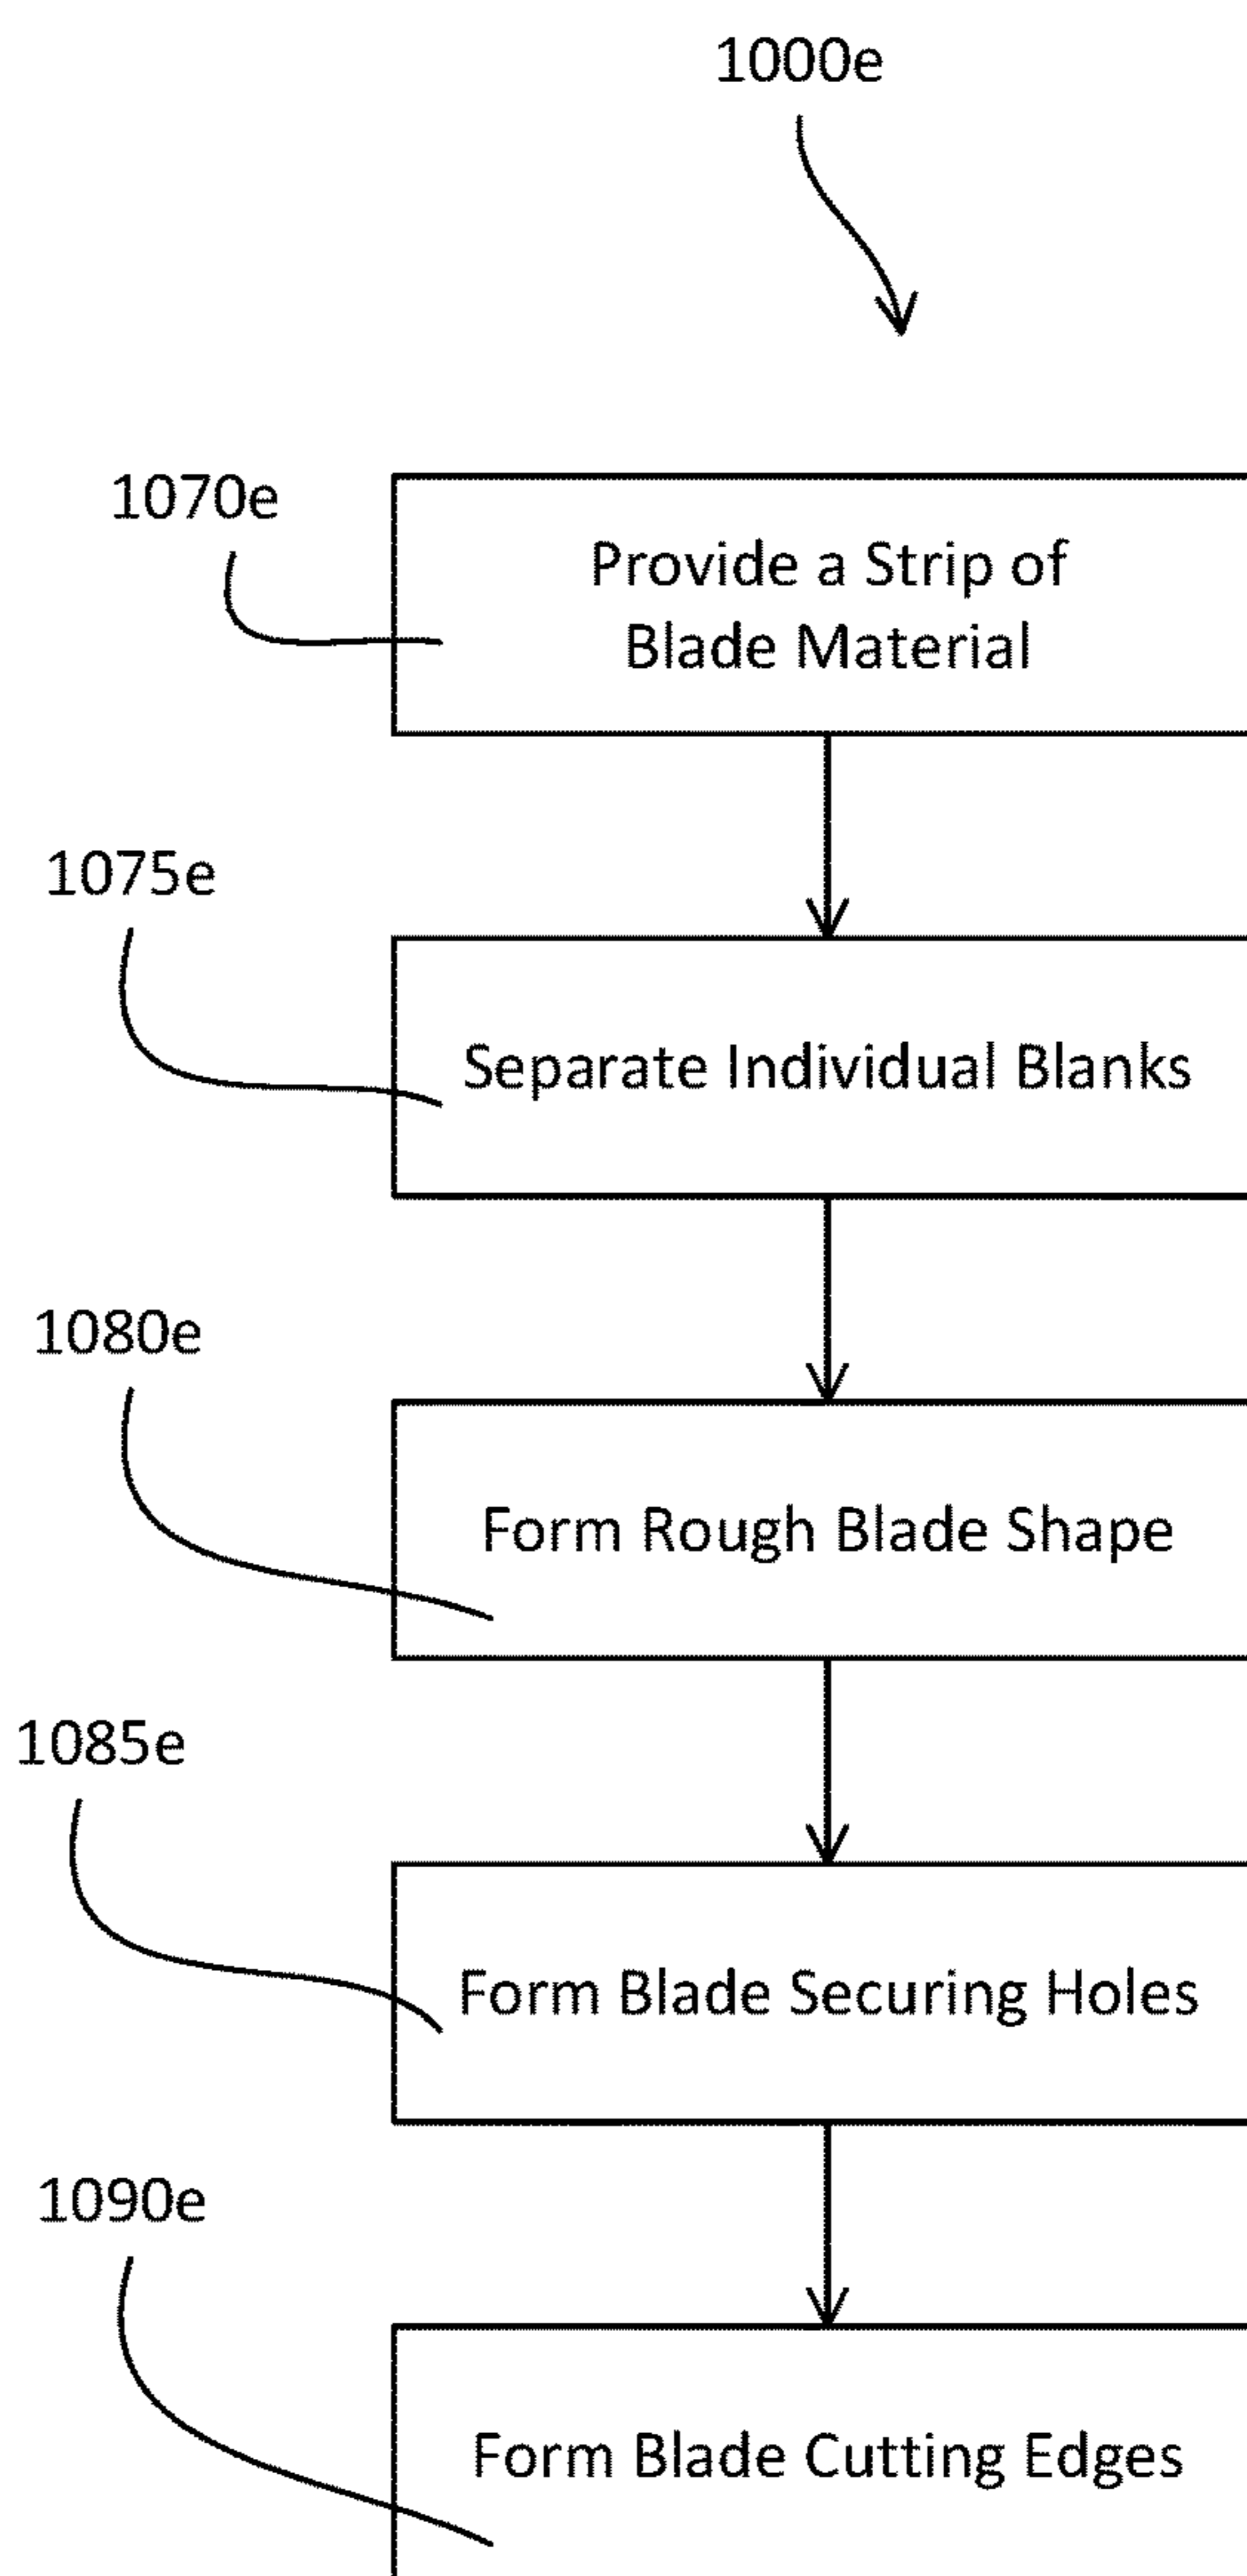 1000e
1070e
Provide a Strip of
Blade Material
1075e
Separate Individual Blanks
1080e
Form Rough Blade Shape
1085e
Form Blade Securing Holes
1090e
Form Blade Cutting Edges